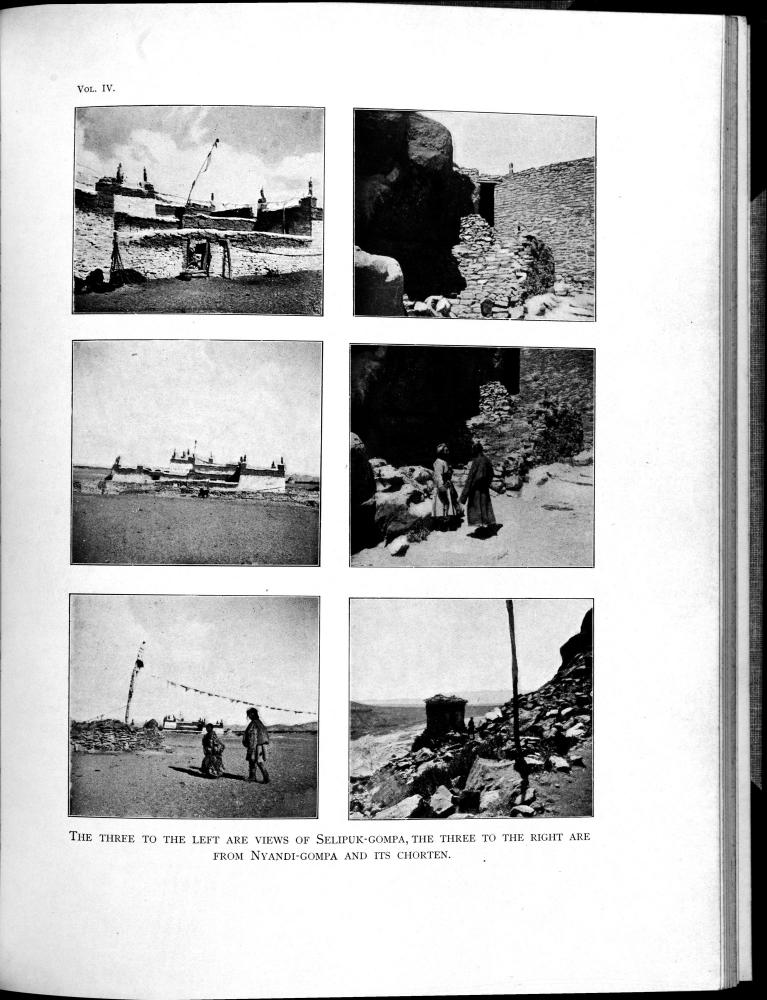 VOL. IV.
THE THREE TO THE LEFT ARE VIEWS OF SELIPUK-GOMPA, THE THREE TO THE RIGHT ARE
FROM NYANDI-GOMPA AND ITS CHORTEN.